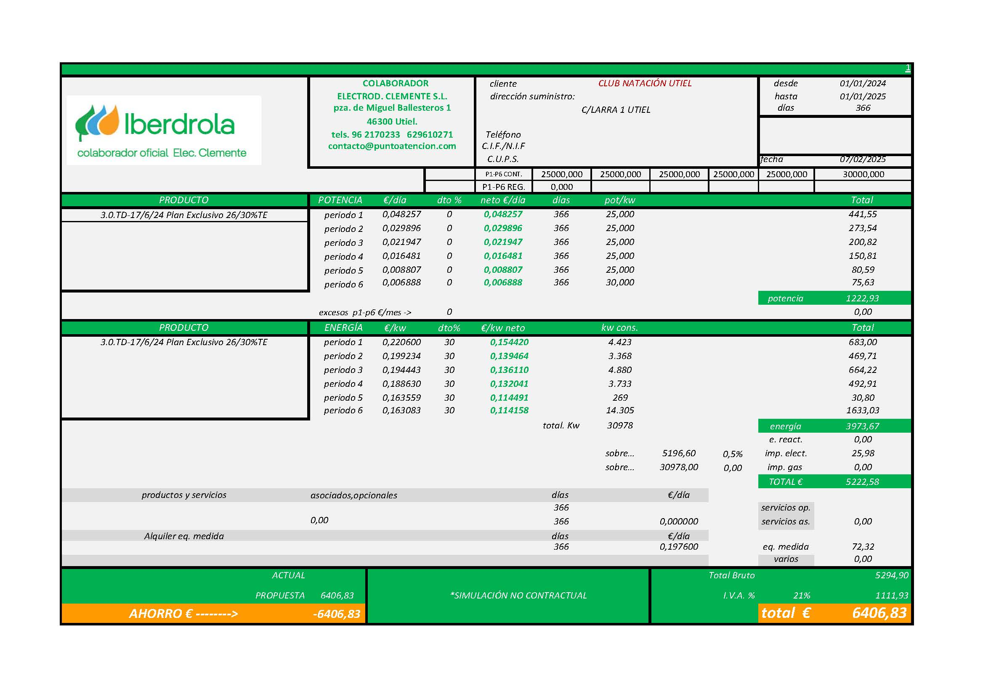 1
Iberdrola
colaborador oficial Elec. Clemente
COLABORADOR
ELECTROD. CLEMENTE S.L.
pza. de Miguel Ballesteros 1
46300 Utiel.
tels. 96 2170233 629610271
contacto@puntoatencion.com
cliente CLUB NATACIÓN UTIEL
dirección suministro:
C/LARRA 1 UTIEL
Teléfono
C.I.F./N.I.F
C.U.P.S.
desde 01/01/2024
hasta 01/01/2025
días 366
fecha 07/02/2025
P1-P6 CONT. 25000,000 25000,000 25000,000 25000,000 25000,000 30000,000
P1-P6 REG. 0,000
PRODUCTO POTENCIA €/día dto % neto €/día días pot/kw Total
3.0.TD-17/6/24 Plan Exclusivo 26/30%TE periodo 1 0,048257 0 0,048257 366 25,000 441,55
periodo 2 0,029896 0 0,029896 366 25,000 273,54
periodo 3 0,021947 0 0,021947 366 25,000 200,82
periodo 4 0,016481 0 0,016481 366 25,000 150,81
periodo 5 0,008807 0 0,008807 366 25,000 80,59
periodo 6 0,006888 0 0,006888 366 30,000 75,63
potencia 1222,93
excesos p1-p6 €/mes -> 0 0,00
PRODUCTO ENERGÍA €/kw dto% €/kw neto kw cons. Total
3.0.TD-17/6/24 Plan Exclusivo 26/30%TE periodo 1 0,220600 30 0,154420 4.423 683,00
periodo 2 0,199234 30 0,139464 3.368 469,71
periodo 3 0,194443 30 0,136110 4.880 664,22
periodo 4 0,188630 30 0,132041 3.733 492,91
periodo 5 0,163559 30 0,114491 269 30,80
periodo 6 0,163083 30 0,114158 14.305 1633,03
total. Kw 30978 energía 3973,67
e. react. 0,00
sobre... 5196,60 0,5% imp. elect. 25,98
sobre... 30978,00 0,00 imp. gas 0,00
TOTAL € 5222,58
productos y servicios asociados,opcionales días €/día
366 servicios op.
0,00 366 0,000000 servicios as. 0,00
Alquiler eq. medida días €/día
366 0,197600 eq. medida 72,32
varios 0,00
ACTUAL Total Bruto 5294,90
PROPUESTA 6406,83 *SIMULACIÓN NO CONTRACTUAL I.V.A. % 21% 1111,93
AHORRO € --------> -6406,83 total € 6406,83